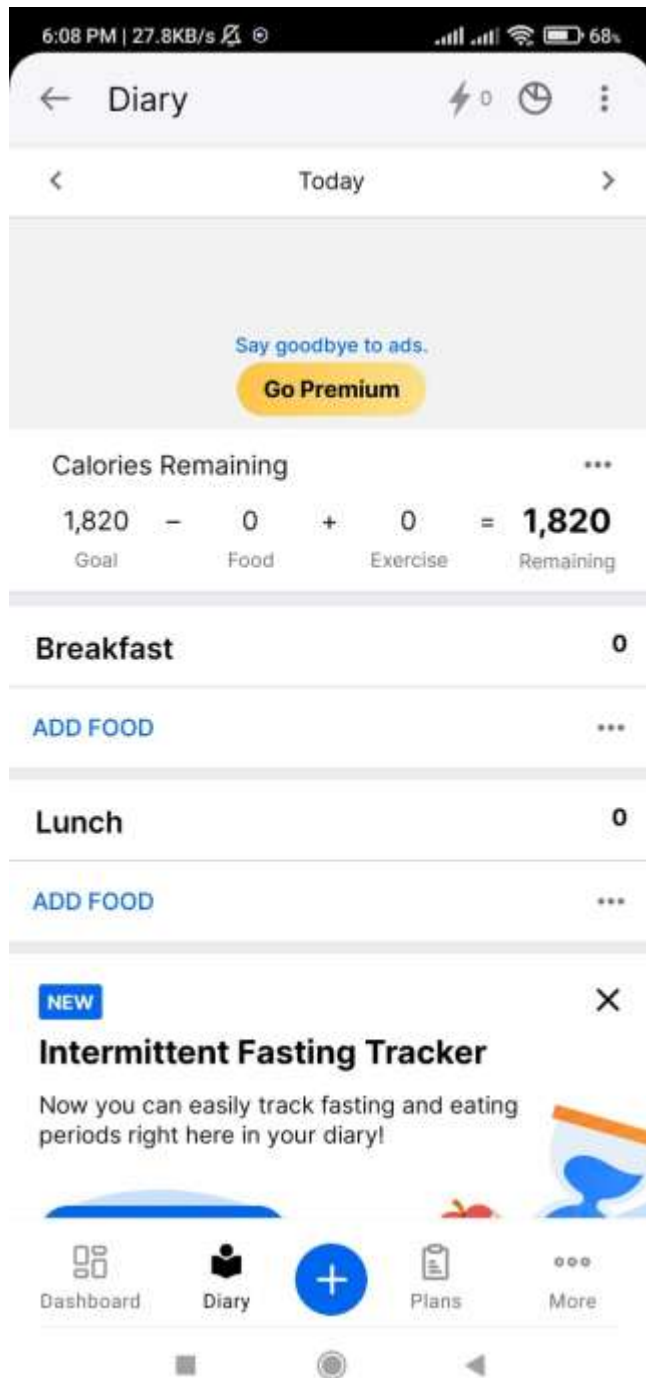 6:08 PM | 27.8KB/s 68%
Diary 0
Today
Say goodbye to ads.
Go Premium
Calories Remaining
1,820 − 0 + 0 = 1,820
Goal Food Exercise Remaining
Breakfast 0
ADD FOOD
Lunch 0
ADD FOOD
NEW
Intermittent Fasting Tracker
Now you can easily track fasting and eating
periods right here in your diary!
Dashboard Diary Plans More